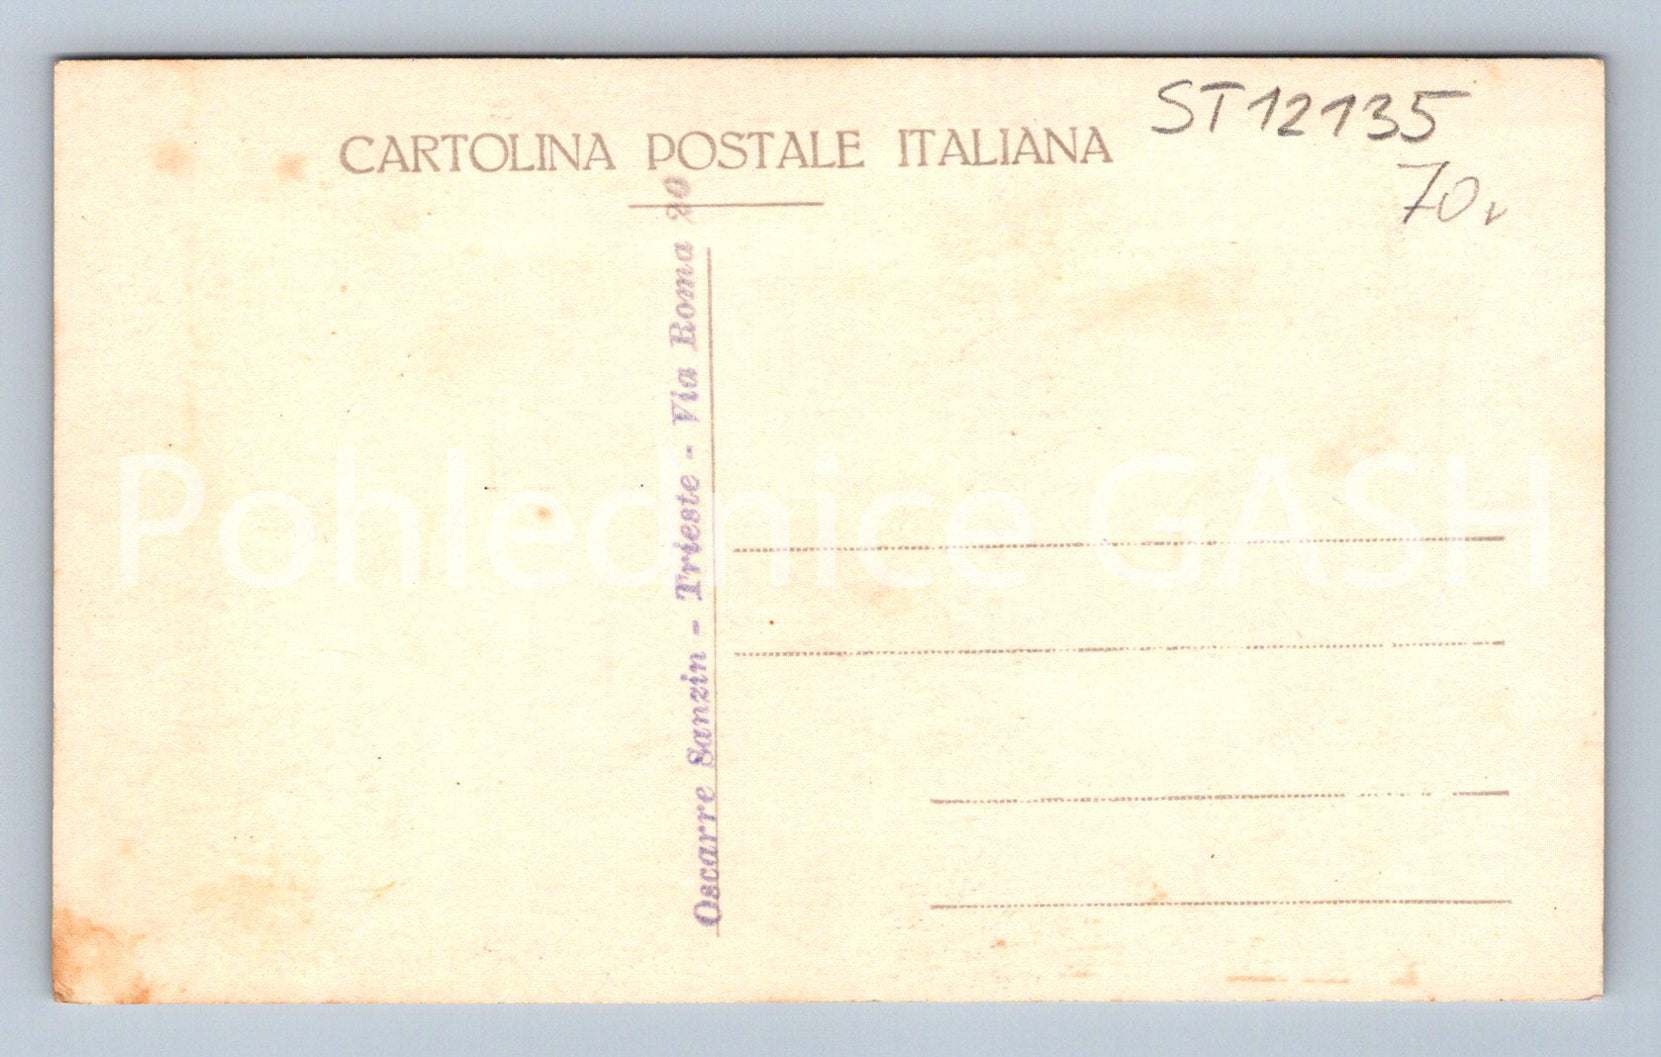 CARTOLINA POSTALE ITALIANA
ST12135
70,v
Oscarre Sanzin - Trieste - Via Roma 20
Pohlednice GASH